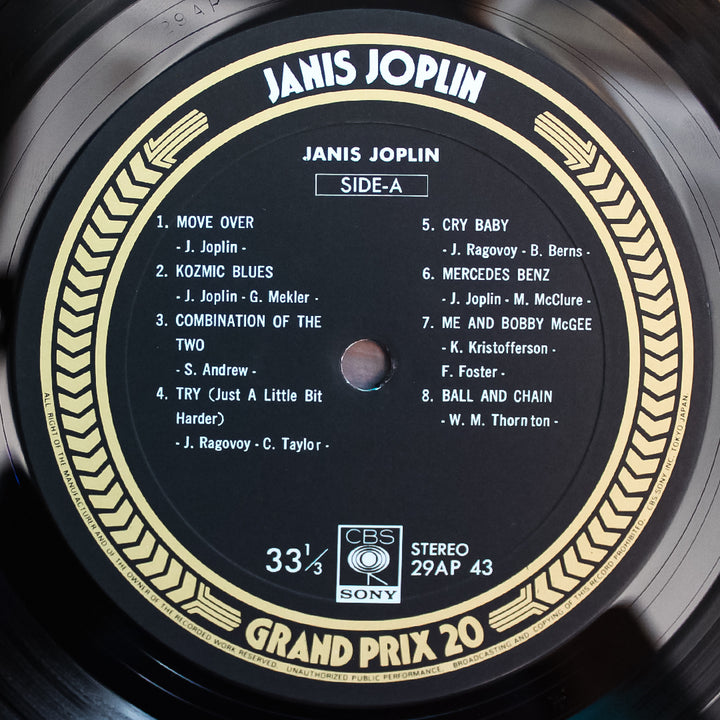 29AP
JANIS JOPLIN
JANIS JOPLIN
SIDE-A
1. MOVE OVER
- J. Joplin -
2. KOZMIC BLUES
- J. Joplin - G. Mekler -
3. COMBINATION OF THE
TWO
- S. Andrew -
4. TRY (Just A Little Bit
Harder)
- J. Ragovoy - C. Taylor -
5. CRY BABY
- J. Ragovoy - B. Berns -
6. MERCEDES BENZ
- J. Joplin - M. McClure -
7. ME AND BOBBY McGEE
- K. Kristofferson -
F. Foster -
8. BALL AND CHAIN
- W. M. Thornton -
33 1/3
CBS
SONY
STEREO
29AP 43
GRAND PRIX 20
ALL RIGHT OF THE MANUFACTURER AND OF THE OWNER OF THE RECORDED WORK RESERVED. UNAUTHORIZED PUBLIC PERFORMANCE, BROADCASTING AND COPYING OF THIS RECORD PROHIBITED. CBS/SONY INC. TOKYO JAPAN.